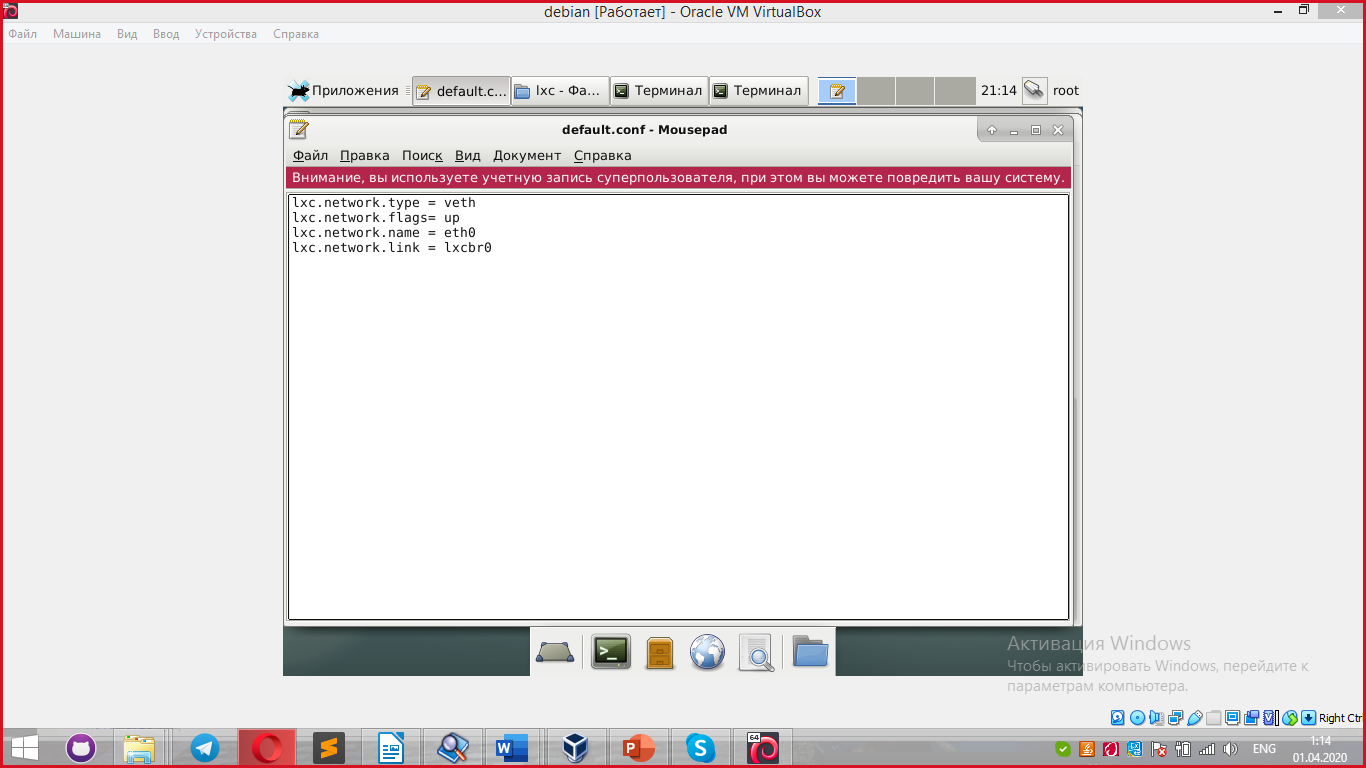 debian [Работает] - Oracle VM VirtualBox
Файл Машина Вид Ввод Устройства Справка
Приложения default.c... lxc - Фа... Терминал Терминал 21:14 root
default.conf - Mousepad
Файл Правка Поиск Вид Документ Справка
Внимание, вы используете учетную запись суперпользователя, при этом вы можете повредить вашу систему.
lxc.network.type = veth
lxc.network.flags= up
lxc.network.name = eth0
lxc.network.link = lxcbr0
Активация Windows
Чтобы активировать Windows, перейдите к
параметрам компьютера.
Right Ctrl
64
ENG
1:14
01.04.2020